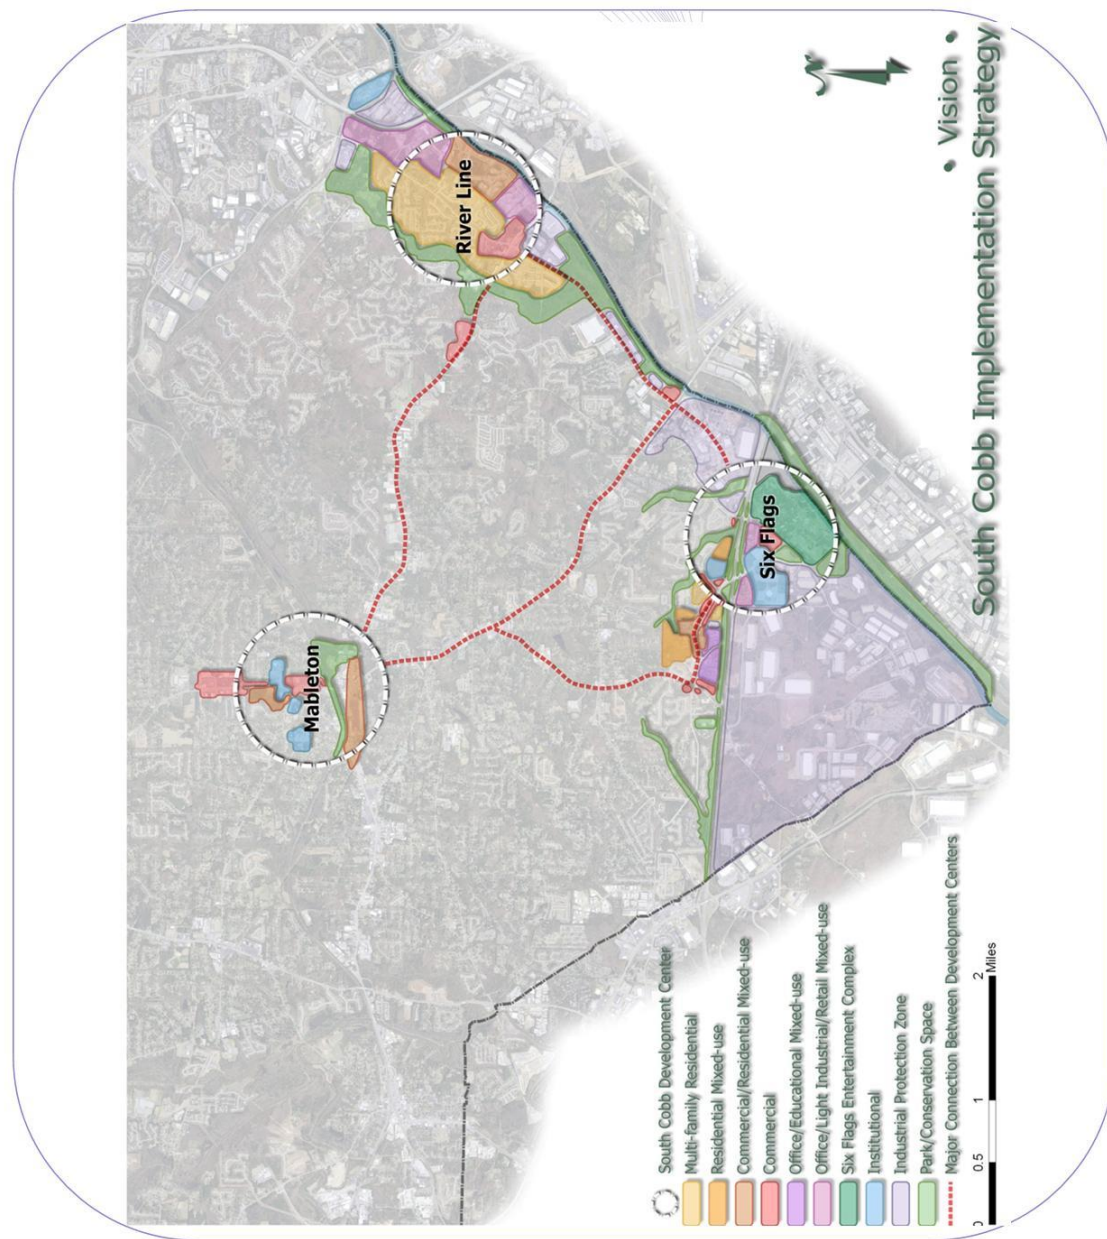 • Vision •
South Cobb Implementation Strategy
River Line
Mableton
Six Flags
South Cobb Development Center
Multi-family Residential
Residential Mixed-use
Commercial/Residential Mixed-use
Commercial
Office/Educational Mixed-use
Office/Light Industrial/Retail Mixed-use
Six Flags Entertainment Complex
Institutional
Industrial Protection Zone
Park/Conservation Space
Major Connection Between Development Centers
0 0.5 1 2
Miles